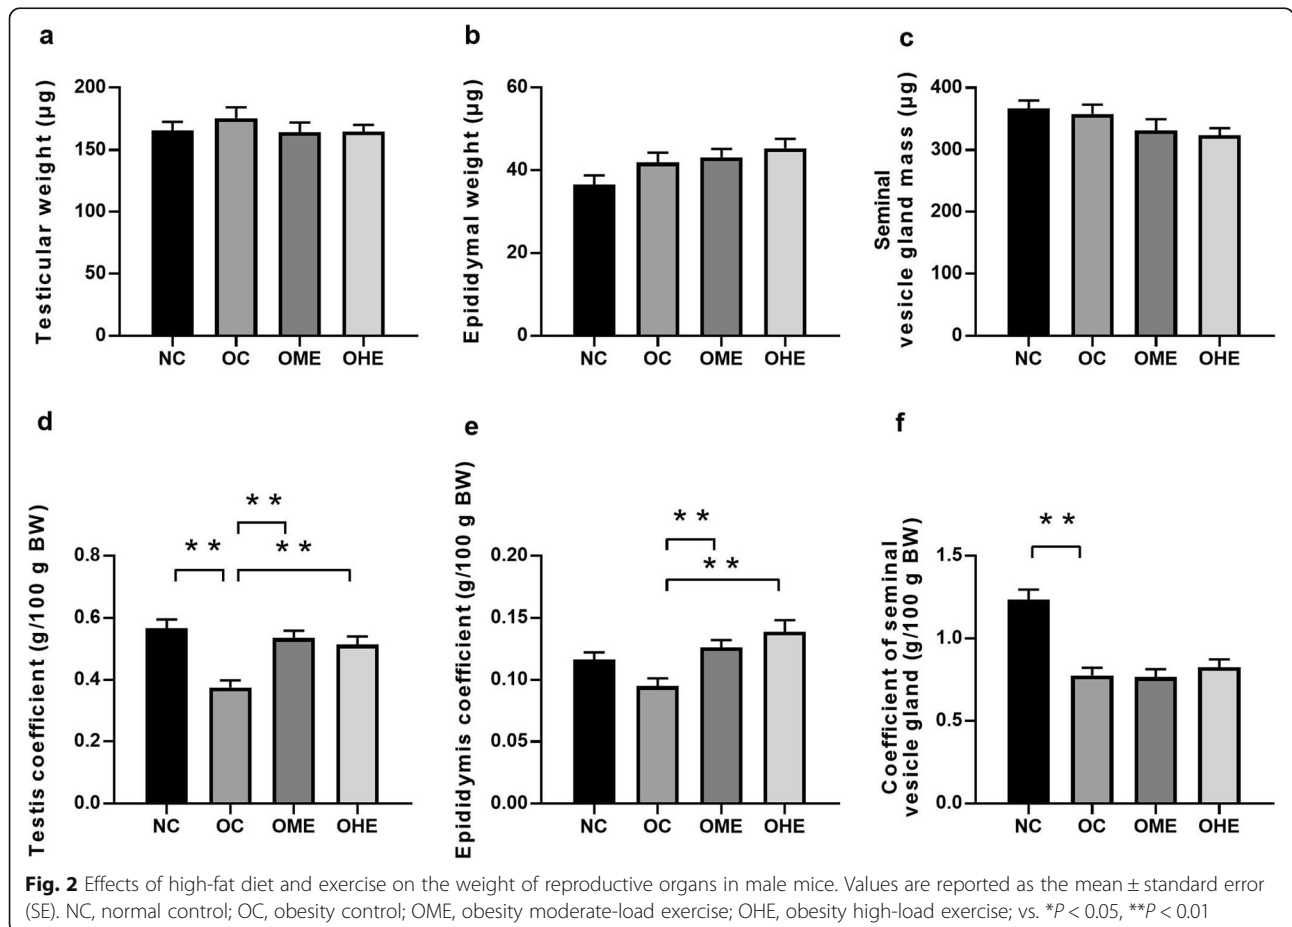 a
Testicular weight (µg)
200
150
100
50
0
NC OC OME OHE
b
Epididymal weight (µg)
60
40
20
0
NC OC OME OHE
c
Seminal
vesicle gland mass (µg)
400
300
200
100
0
NC OC OME OHE
d
Testis coefficient (g/100 g BW)
0.8
0.6
0.4
0.2
0.0
* *
* *
* *
NC OC OME OHE
e
Epididymis coefficient (g/100 g BW)
0.20
0.15
0.10
0.05
0.00
* *
* *
NC OC OME OHE
f
Coefficient of seminal
vesicle gland (g/100 g BW)
1.5
1.0
0.5
0.0
* *
NC OC OME OHE
Fig. 2 Effects of high-fat diet and exercise on the weight of reproductive organs in male mice. Values are reported as the mean ± standard error
(SE). NC, normal control; OC, obesity control; OME, obesity moderate-load exercise; OHE, obesity high-load exercise; vs. *P < 0.05, **P < 0.01